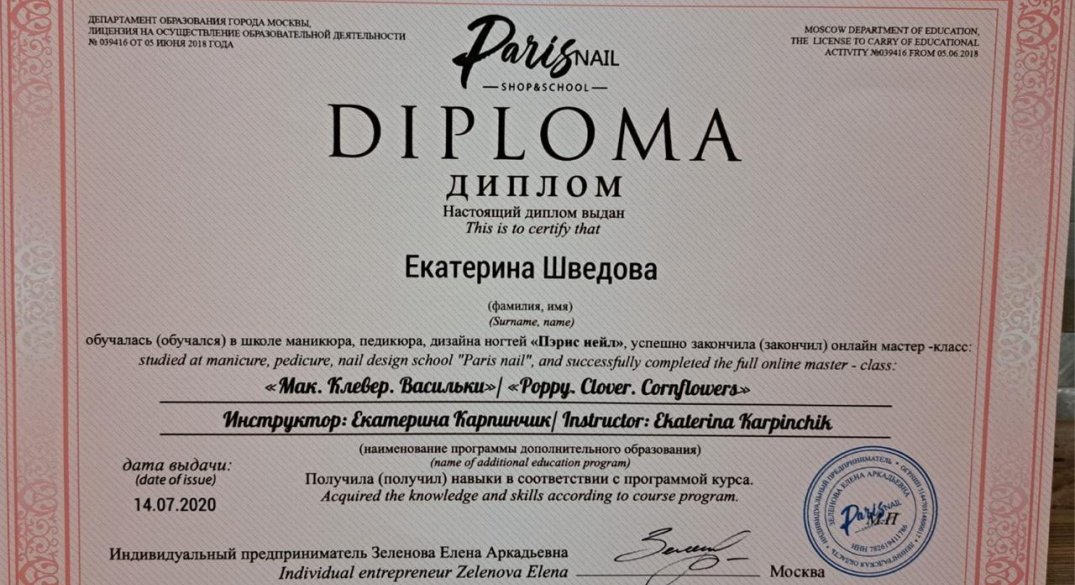 ДЕПАРТАМЕНТ ОБРАЗОВАНИЯ ГОРОДА МОСКВЫ,
ЛИЦЕНЗИЯ НА ОСУЩЕСТВЛЕНИЕ ОБРАЗОВАТЕЛЬНОЙ ДЕЯТЕЛЬНОСТИ
№ 039416 ОТ 05 ИЮНЯ 2018 ГОДА
MOSCOW DEPARTMENT OF EDUCATION,
THE LICENSE TO CARRY OF EDUCATIONAL
ACTIVITY №039416 FROM 05.06.2018
Paris NAIL
SHOP&SCHOOL
DIPLOMA
ДИПЛОМ
Настоящий диплом выдан
This is to certify that
Екатерина Шведова
(фамилия, имя)
(Surname, name)
обучалась (обучался) в школе маникюра, педикюра, дизайна ногтей «Пэрис нейл», успешно закончила (закончил) онлайн мастер -класс:
studied at manicure, pedicure, nail design school "Paris nail", and successfully completed the full online master - class:
«Мак. Клевер. Васильки»/ «Poppy. Clover. Cornflowers»
Инструктор: Екатерина Карпинчик/ Instructor: Ekaterina Karpinchik
(наименование программы дополнительного образования)
(name of additional education program)
дата выдачи:
(date of issue)
14.07.2020
Получила (получил) навыки в соответствии с программой курса.
Acquired the knowledge and skills according to course program.
Индивидуальный предприниматель Зеленова Елена Аркадьевна
Individual entrepreneur Zelenova Elena
Москва
ИНДИВИДУАЛЬНЫЙ ПРЕДПРИНИМАТЕЛЬ
ЗЕЛЕНОВА ЕЛЕНА АРКАДЬЕВНА
Paris NAIL
М.П